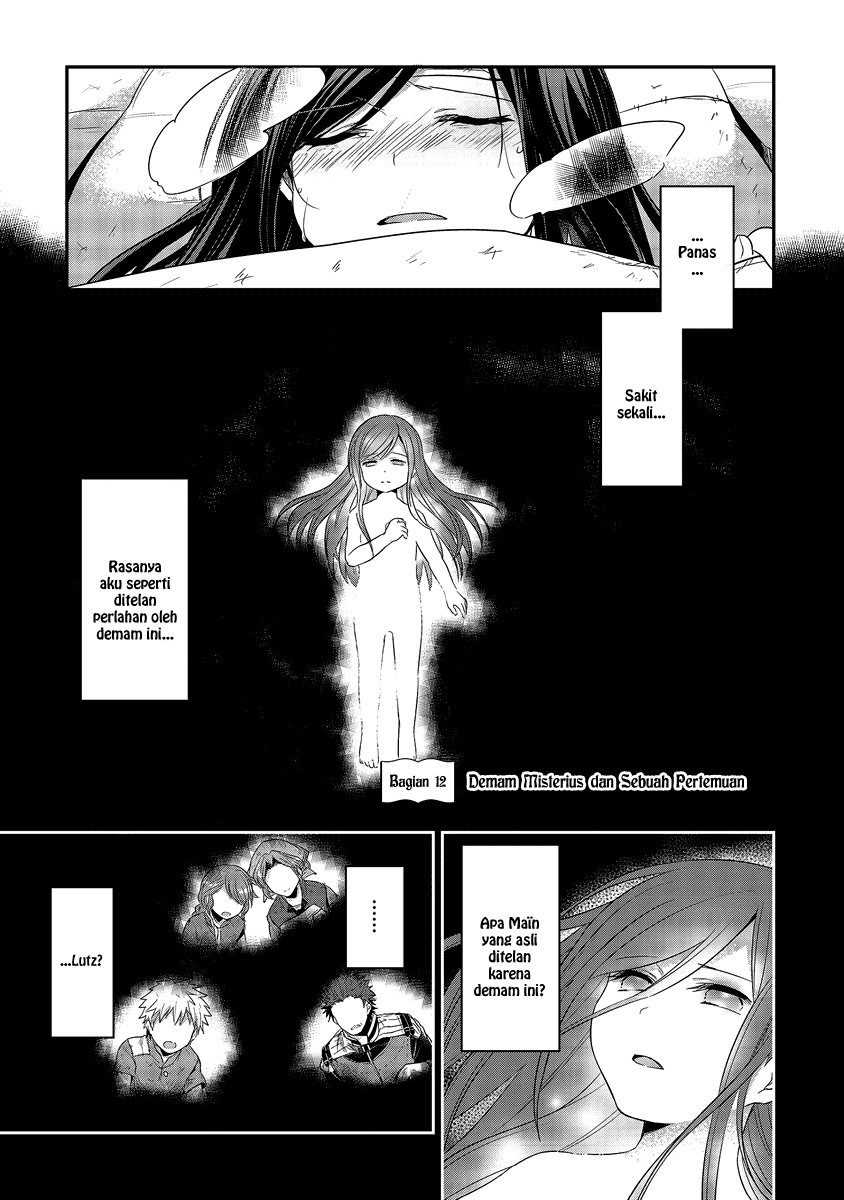 ...
Panas
...
Sakit
sekali...
Rasanya
aku seperti
ditelan
perlahan oleh
demam ini...
Bagian 12
Demam Misterius dan Sebuah Pertemuan
Apa Maïn
yang asli
ditelan
karena
demam ini?
......
...Lutz?